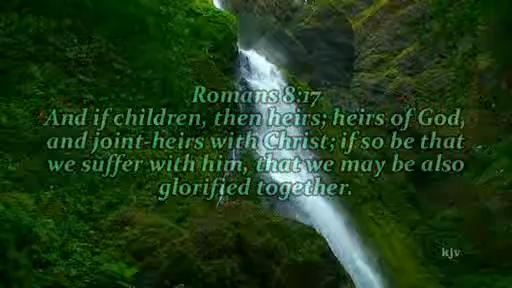 Romans 8:17
And if children, then heirs; heirs of God,
and joint-heirs with Christ; if so be that
we suffer with him, that we may be also
glorified together.
kjv